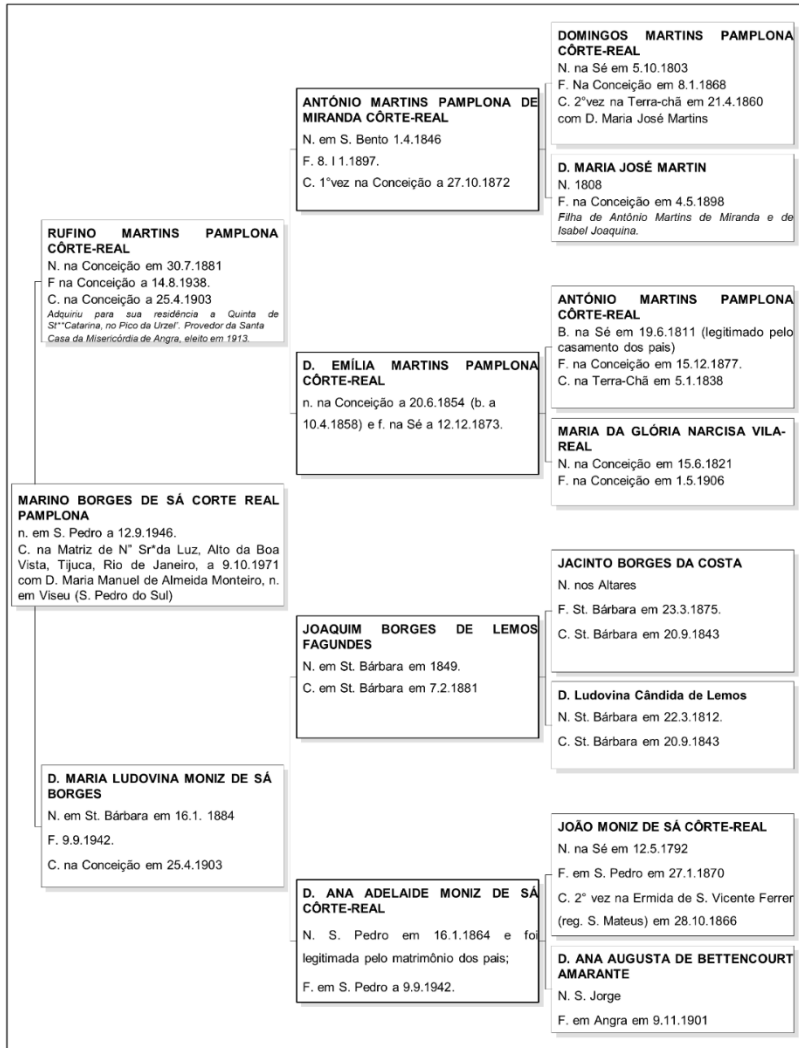 DOMINGOS MARTINS PAMPLONA
CÔRTE-REAL
N. na Sé em 5.10.1803
F. Na Conceição em 8.1.1868
C. 2°vez na Terra-chã em 21.4.1860
com D. Maria José Martins
ANTÓNIO MARTINS PAMPLONA DE
MIRANDA CÔRTE-REAL
N. em S. Bento 1.4.1846
F. 8. I 1.1897.
C. 1°vez na Conceição a 27.10.1872
D. MARIA JOSÉ MARTIN
N. 1808
F. na Conceição em 4.5.1898
Filha de Antônio Martins de Miranda e de
Isabel Joaquina.
RUFINO MARTINS PAMPLONA
CÔRTE-REAL
N. na Conceição em 30.7.1881
F na Conceição a 14.8.1938.
C. na Conceição a 25.4.1903
Adquiriu para sua residência a Quinta de
St**Catarina, no Pico da Urzel'. Provedor da Santa
Casa da Misericórdia de Angra, eleito em 1913.
ANTÓNIO MARTINS PAMPLONA
CÔRTE-REAL
B. na Sé em 19.6.1811 (legitimado pelo
casamento dos pais)
F. na Conceição em 15.12.1877.
C. na Terra-Chã em 5.1.1838
D. EMÍLIA MARTINS PAMPLONA
CÔRTE-REAL
n. na Conceição a 20.6.1854 (b. a
10.4.1858) e f. na Sé a 12.12.1873.
MARIA DA GLÓRIA NARCISA VILA-
REAL
N. na Conceição em 15.6.1821
F. na Conceição em 1.5.1906
MARINO BORGES DE SÁ CORTE REAL
PAMPLONA
n. em S. Pedro a 12.9.1946.
C. na Matriz de N" Sr*da Luz, Alto da Boa
Vista, Tijuca, Rio de Janeiro, a 9.10.1971
com D. Maria Manuel de Almeida Monteiro, n.
em Viseu (S. Pedro do Sul)
JACINTO BORGES DA COSTA
N. nos Altares
F. St. Bárbara em 23.3.1875.
C. St. Bárbara em 20.9.1843
JOAQUIM BORGES DE LEMOS
FAGUNDES
N. em St. Bárbara em 1849.
C. em St. Bárbara em 7.2.1881
D. Ludovina Cândida de Lemos
N. St. Bárbara em 22.3.1812.
C. St. Bárbara em 20.9.1843
D. MARIA LUDOVINA MONIZ DE SÁ
BORGES
N. em St. Bárbara em 16.1. 1884
F. 9.9.1942.
C. na Conceição em 25.4.1903
JOÃO MONIZ DE SÁ CÔRTE-REAL
N. na Sé em 12.5.1792
F. em S. Pedro em 27.1.1870
C. 2° vez na Ermida de S. Vicente Ferrer
(reg. S. Mateus) em 28.10.1866
D. ANA ADELAIDE MONIZ DE SÁ
CÔRTE-REAL
N. S. Pedro em 16.1.1864 e foi
legitimada pelo matrimônio dos pais;
F. em S. Pedro a 9.9.1942.
D. ANA AUGUSTA DE BETTENCOURT
AMARANTE
N. S. Jorge
F. em Angra em 9.11.1901